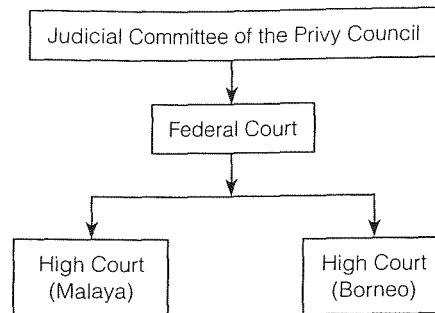 Judicial Committee of the Privy Council
Federal Court
High Court
(Malaya)
High Court
(Borneo)